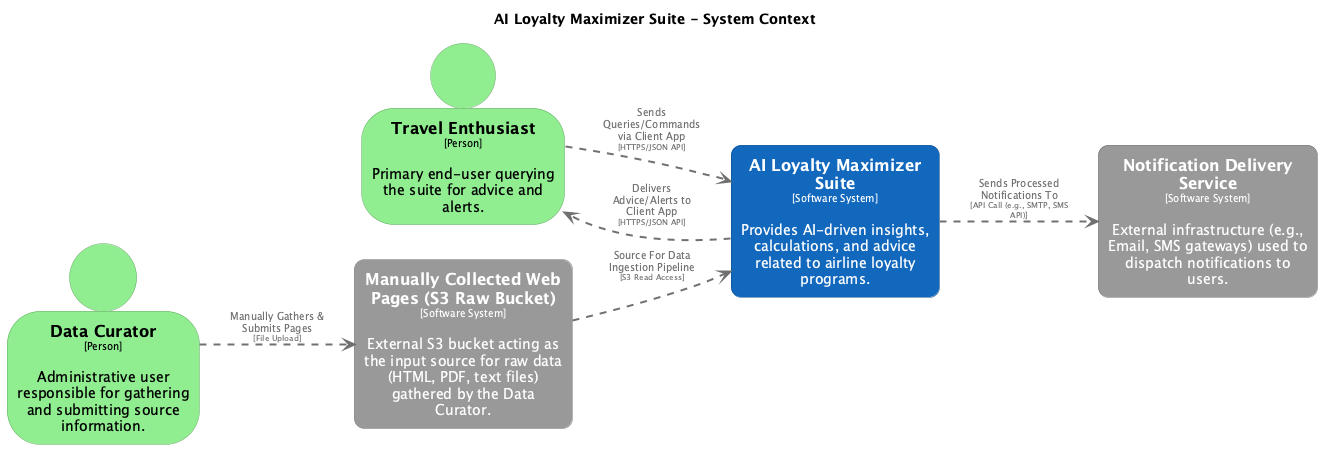 AI Loyalty Maximizer Suite - System Context
Travel Enthusiast
[Person]
Primary end-user querying
the suite for advice and
alerts.
Sends
Queries/Commands
via Client App
[HTTPS/JSON API]
Delivers
Advice/Alerts to
Client App
[HTTPS/JSON API]
AI Loyalty Maximizer
Suite
[Software System]
Provides AI-driven insights,
calculations, and advice
related to airline loyalty
programs.
Sends Processed
Notifications To
[API Call (e.g., SMTP, SMS
API)]
Notification Delivery
Service
[Software System]
External infrastructure (e.g.,
Email, SMS gateways) used to
dispatch notifications to
users.
Source For Data
Ingestion Pipeline
[S3 Read Access]
Manually Collected Web
Pages (S3 Raw Bucket)
[Software System]
External S3 bucket acting as
the input source for raw data
(HTML, PDF, text files)
gathered by the Data
Curator.
Manually Gathers &
Submits Pages
[File Upload]
Data Curator
[Person]
Administrative user
responsible for gathering
and submitting source
information.